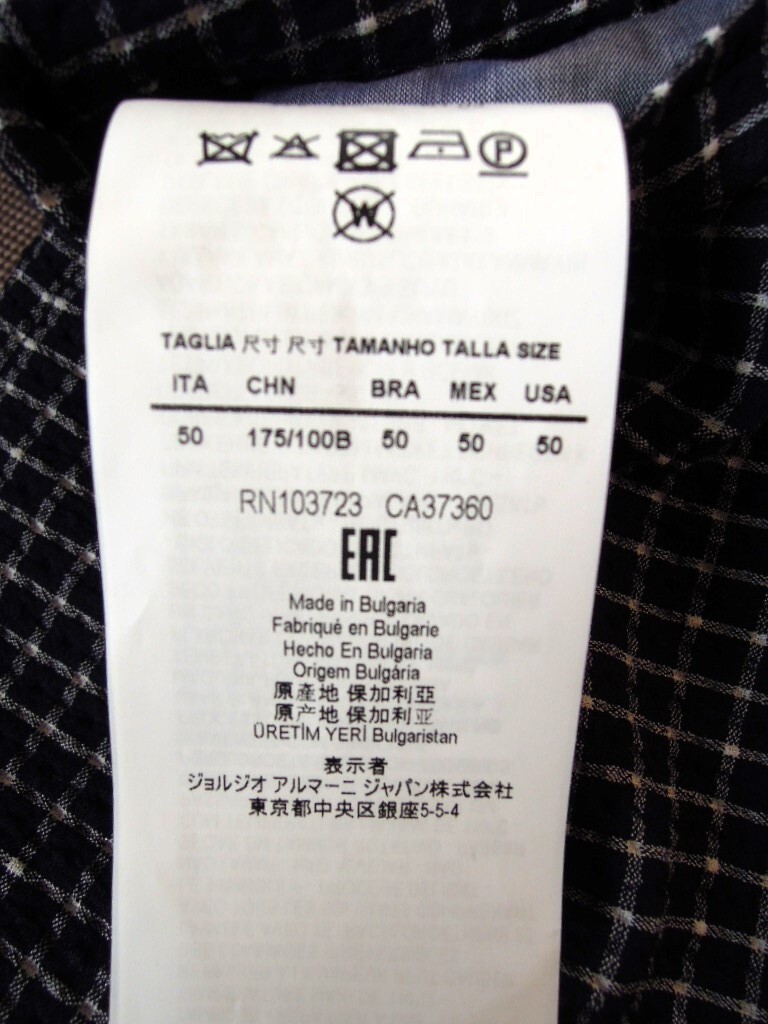 P
W
TAGLIA 尺寸 尺寸 TAMANHO TALLA SIZE
ITA CHN BRA MEX USA
50 175/100B 50 50 50
RN103723 CA37360
EAC
Made in Bulgaria
Fabriqué en Bulgarie
Hecho En Bulgaria
Origem Bulgária
原產地 保加利亞
原产地 保加利亚
ÜRETİM YERİ Bulgaristan
表示者
ジョルジオ アルマーニ ジャパン株式会社
東京都中央区銀座5-5-4